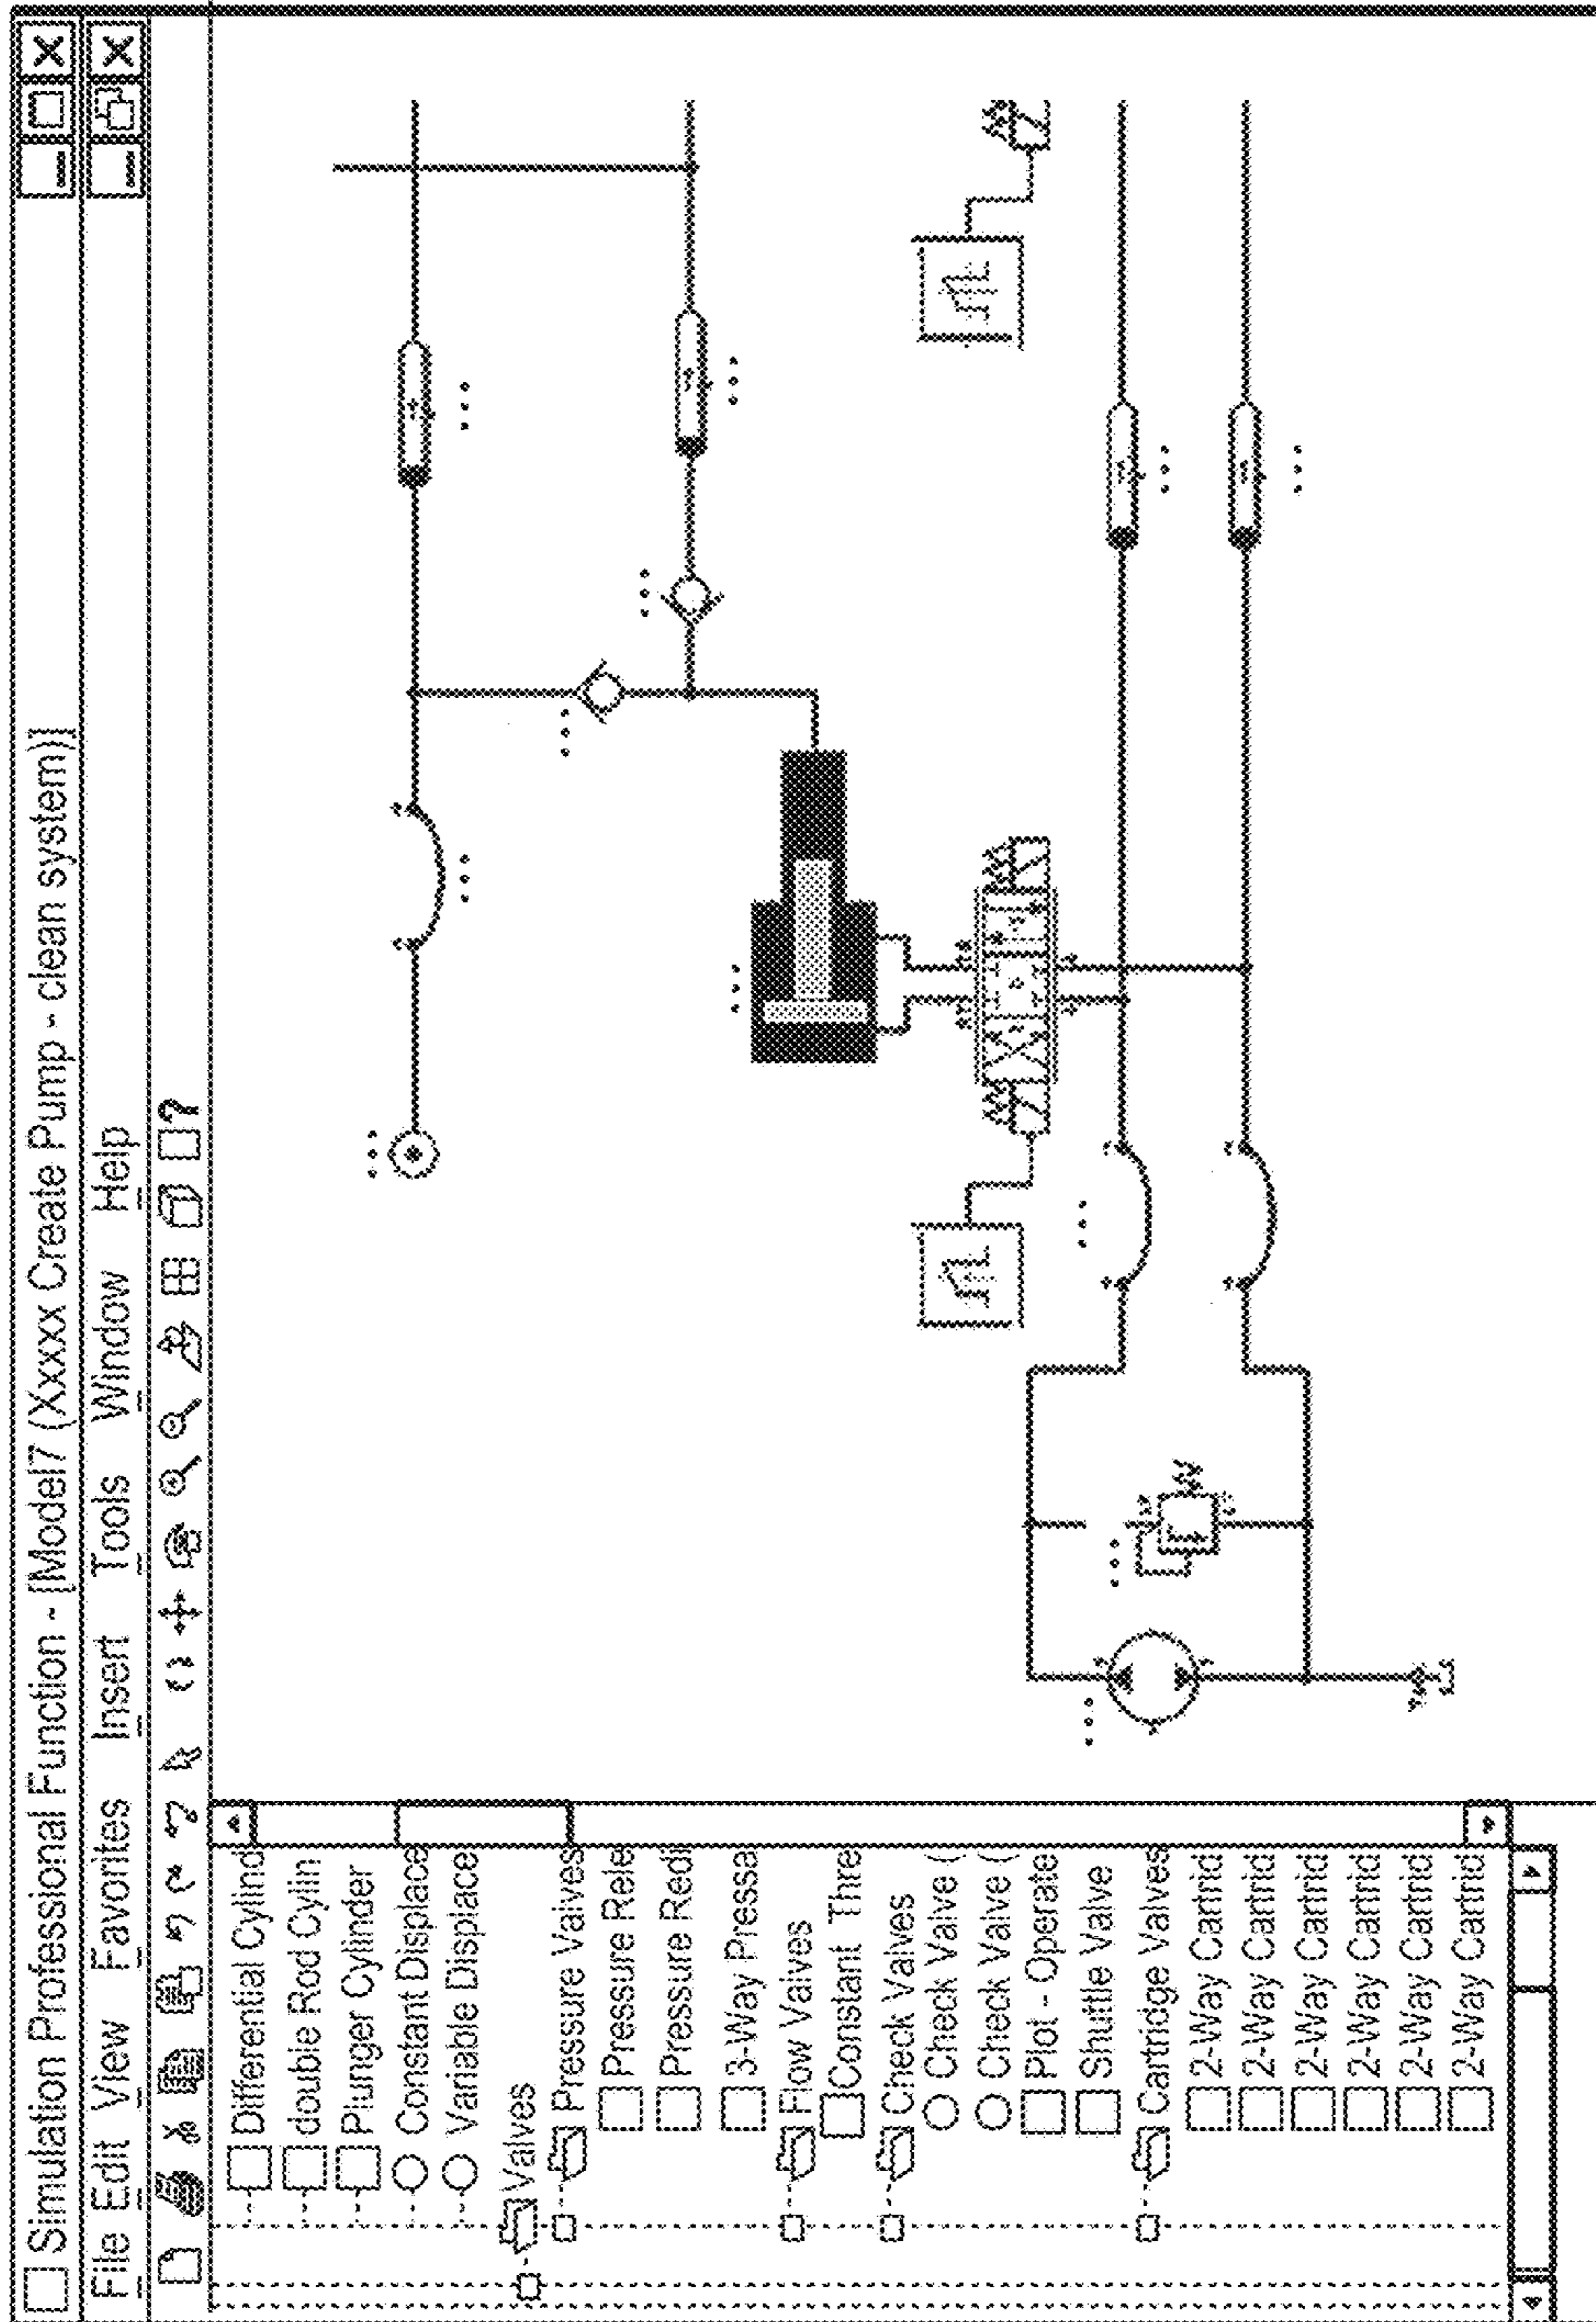 Simulation Professional Function - [Model7 (Xxxx Create Pump - clean system)]
File Edit View Favorites Insert Tools Window Help
?
Differential Cylind
double Rod Cylin
Plunger Cylinder
Constant Displace
Variable Displace
Valves
Pressure Valves
Pressure Rele
Pressure Redi
3-Way Pressa
Flow Valves
Constant Thre
Check Valves
Check Valve (
Check Valve (
Plot - Operate
Shuttle Valve
Cartridge Valves
2-Way Cartrid
2-Way Cartrid
2-Way Cartrid
2-Way Cartrid
2-Way Cartrid
2-Way Cartrid